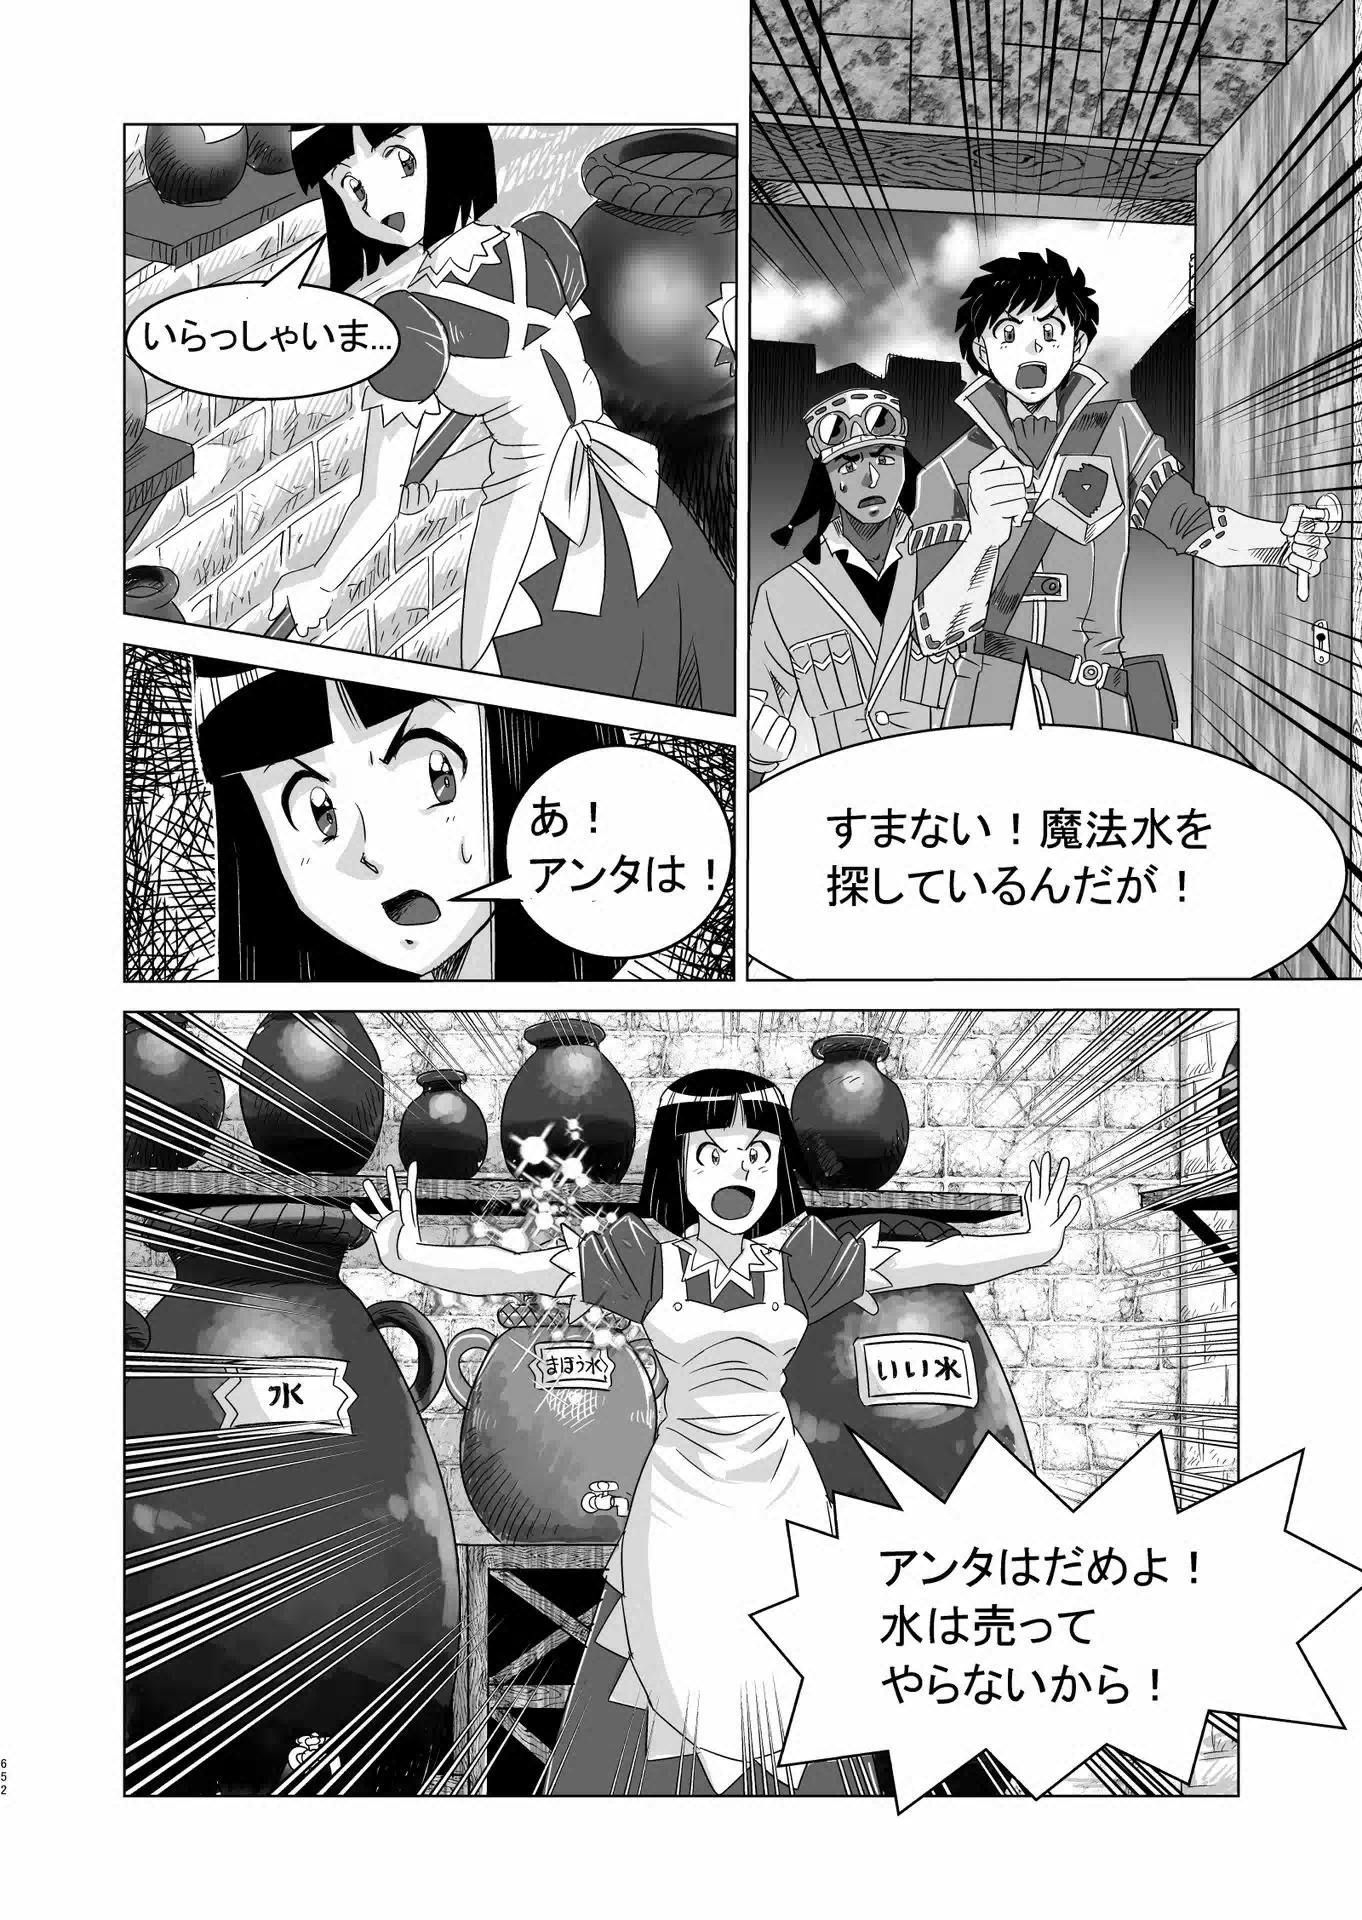 すまない！魔法水を
探しているんだが！
いらっしゃいま…
あ！
アンタは！
水
まほう水
いい水
アンタはだめよ！
水は売って
やらないから！
652